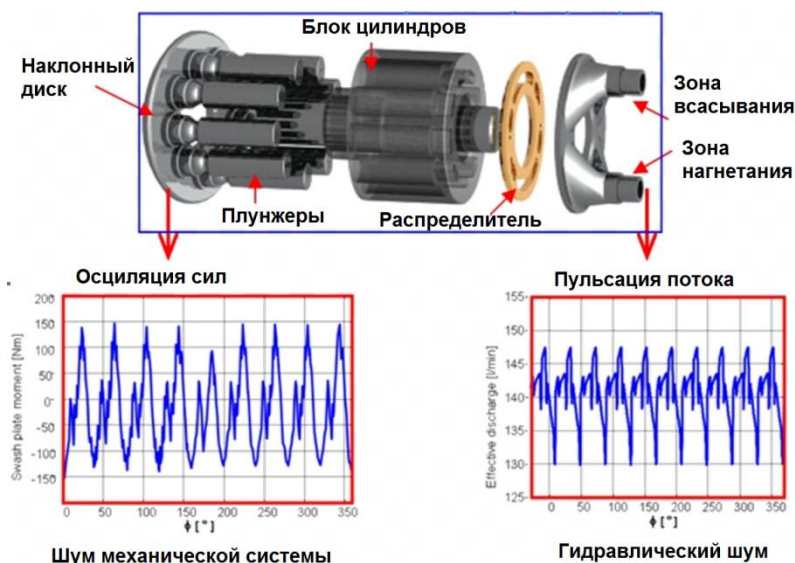 Блок цилиндров
Наклонный
диск
Зона
всасывания
Зона
нагнетания
Плунжеры
Распределитель
Осциляция сил
Пульсация потока
200
150
100
50
0
-50
-100
-150
Swash plate moment [Nm]
0 50 100 150 200 250 300 350
ϕ [°]
155
150
145
140
135
130
125
Effective discharge [l/min]
0 50 100 150 200 250 300 350
ϕ [°]
Шум механической системы
Гидравлический шум